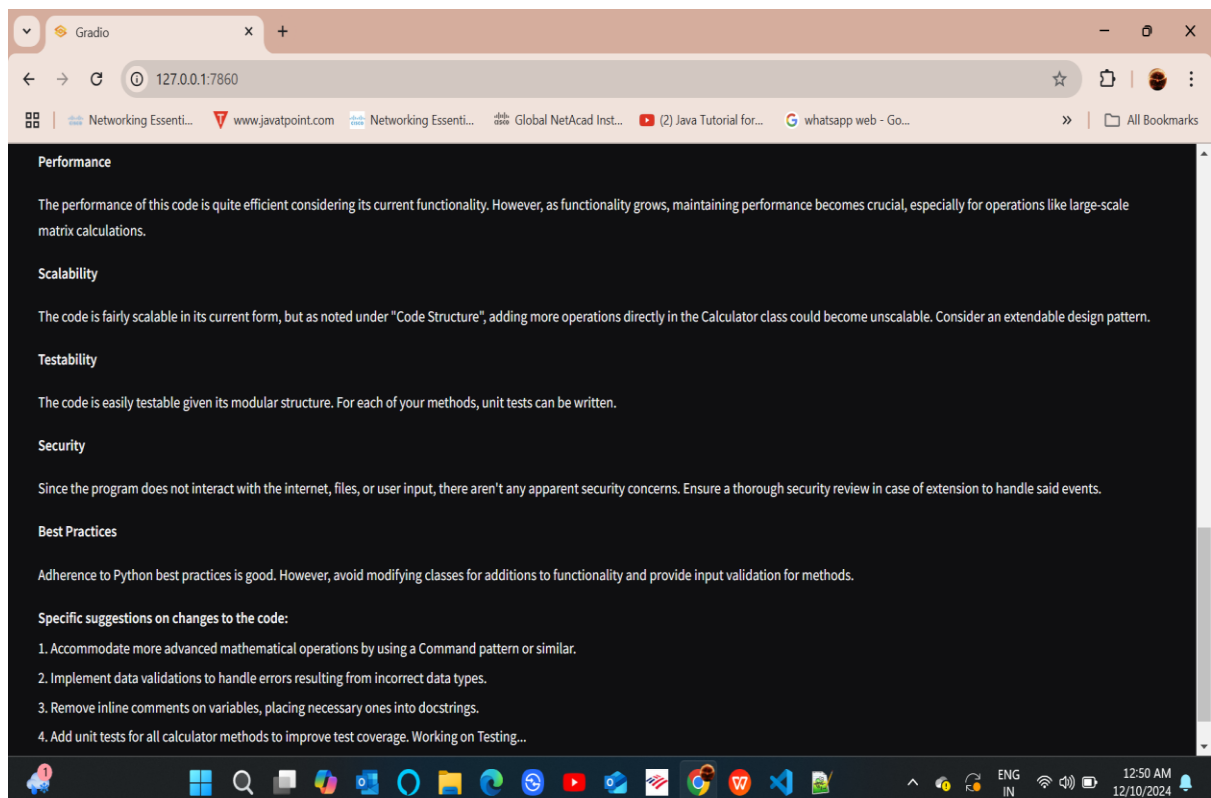 Gradio
127.0.0.1:7860
Networking Essenti...
www.javatpoint.com
Networking Essenti...
Global NetAcad Inst...
(2) Java Tutorial for...
whatsapp web - Go...
»
All Bookmarks
Performance
The performance of this code is quite efficient considering its current functionality. However, as functionality grows, maintaining performance becomes crucial, especially for operations like large-scale
matrix calculations.
Scalability
The code is fairly scalable in its current form, but as noted under "Code Structure", adding more operations directly in the Calculator class could become unscalable. Consider an extendable design pattern.
Testability
The code is easily testable given its modular structure. For each of your methods, unit tests can be written.
Security
Since the program does not interact with the internet, files, or user input, there aren't any apparent security concerns. Ensure a thorough security review in case of extension to handle said events.
Best Practices
Adherence to Python best practices is good. However, avoid modifying classes for additions to functionality and provide input validation for methods.
Specific suggestions on changes to the code:
1. Accommodate more advanced mathematical operations by using a Command pattern or similar.
2. Implement data validations to handle errors resulting from incorrect data types.
3. Remove inline comments on variables, placing necessary ones into docstrings.
4. Add unit tests for all calculator methods to improve test coverage. Working on Testing...
1
ENG
IN
12:50 AM
12/10/2024